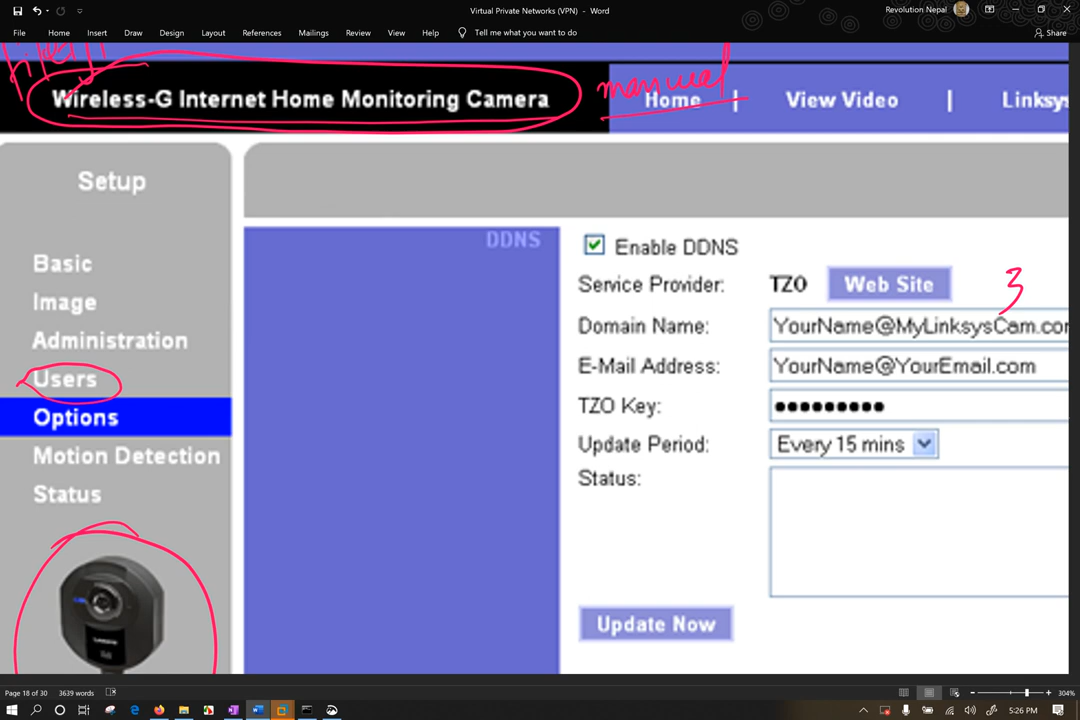 Virtual Private Networks (VPN) - Word
Revolution Nepal
File Home Insert Draw Design Layout References Mailings Review View Help Tell me what you want to do Share
Wireless-G Internet Home Monitoring Camera
manual
Home | View Video | Linksys
Setup
Basic
Image
Administration
Users
Options
Motion Detection
Status
DDNS
Enable DDNS
Service Provider: TZO Web Site
3
Domain Name: YourName@MyLinksysCam.com
E-Mail Address: YourName@YourEmail.com
TZO Key: ●●●●●●●●●
Update Period: Every 15 mins
Status:
Update Now
Page 18 of 30 3639 words 304%
5:26 PM